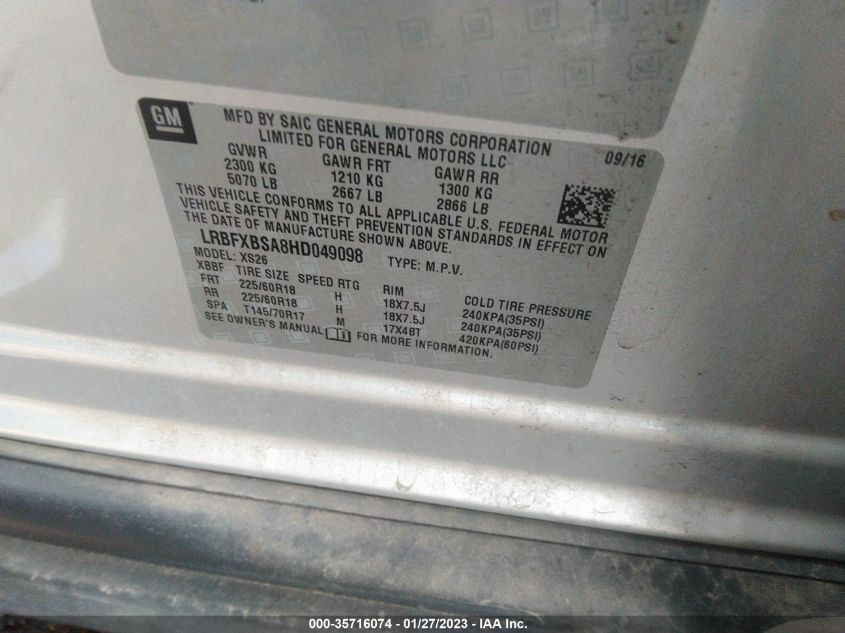 GM
MFD BY SAIC GENERAL MOTORS CORPORATION
LIMITED FOR GENERAL MOTORS LLC 09/16
GVWR GAWR FRT GAWR RR
2300 KG 1210 KG 1300 KG
5070 LB 2667 LB 2866 LB
THIS VEHICLE CONFORMS TO ALL APPLICABLE U.S. FEDERAL MOTOR
VEHICLE SAFETY AND THEFT PREVENTION STANDARDS IN EFFECT ON
THE DATE OF MANUFACTURE SHOWN ABOVE.
LRBFXBSA8HD049098 TYPE: M.P.V.
MODEL: XS26
XBBF TIRE SIZE SPEED RTG RIM COLD TIRE PRESSURE
FRT 225/60R18 H 18X7.5J 240KPA(35PSI)
RR 225/60R18 H 18X7.5J 240KPA(35PSI)
SPA T145/70R17 M 17X4BT 420KPA(60PSI)
SEE OWNER'S MANUAL FOR MORE INFORMATION.
000-35716074 — 01/27/2023 — IAA Inc.